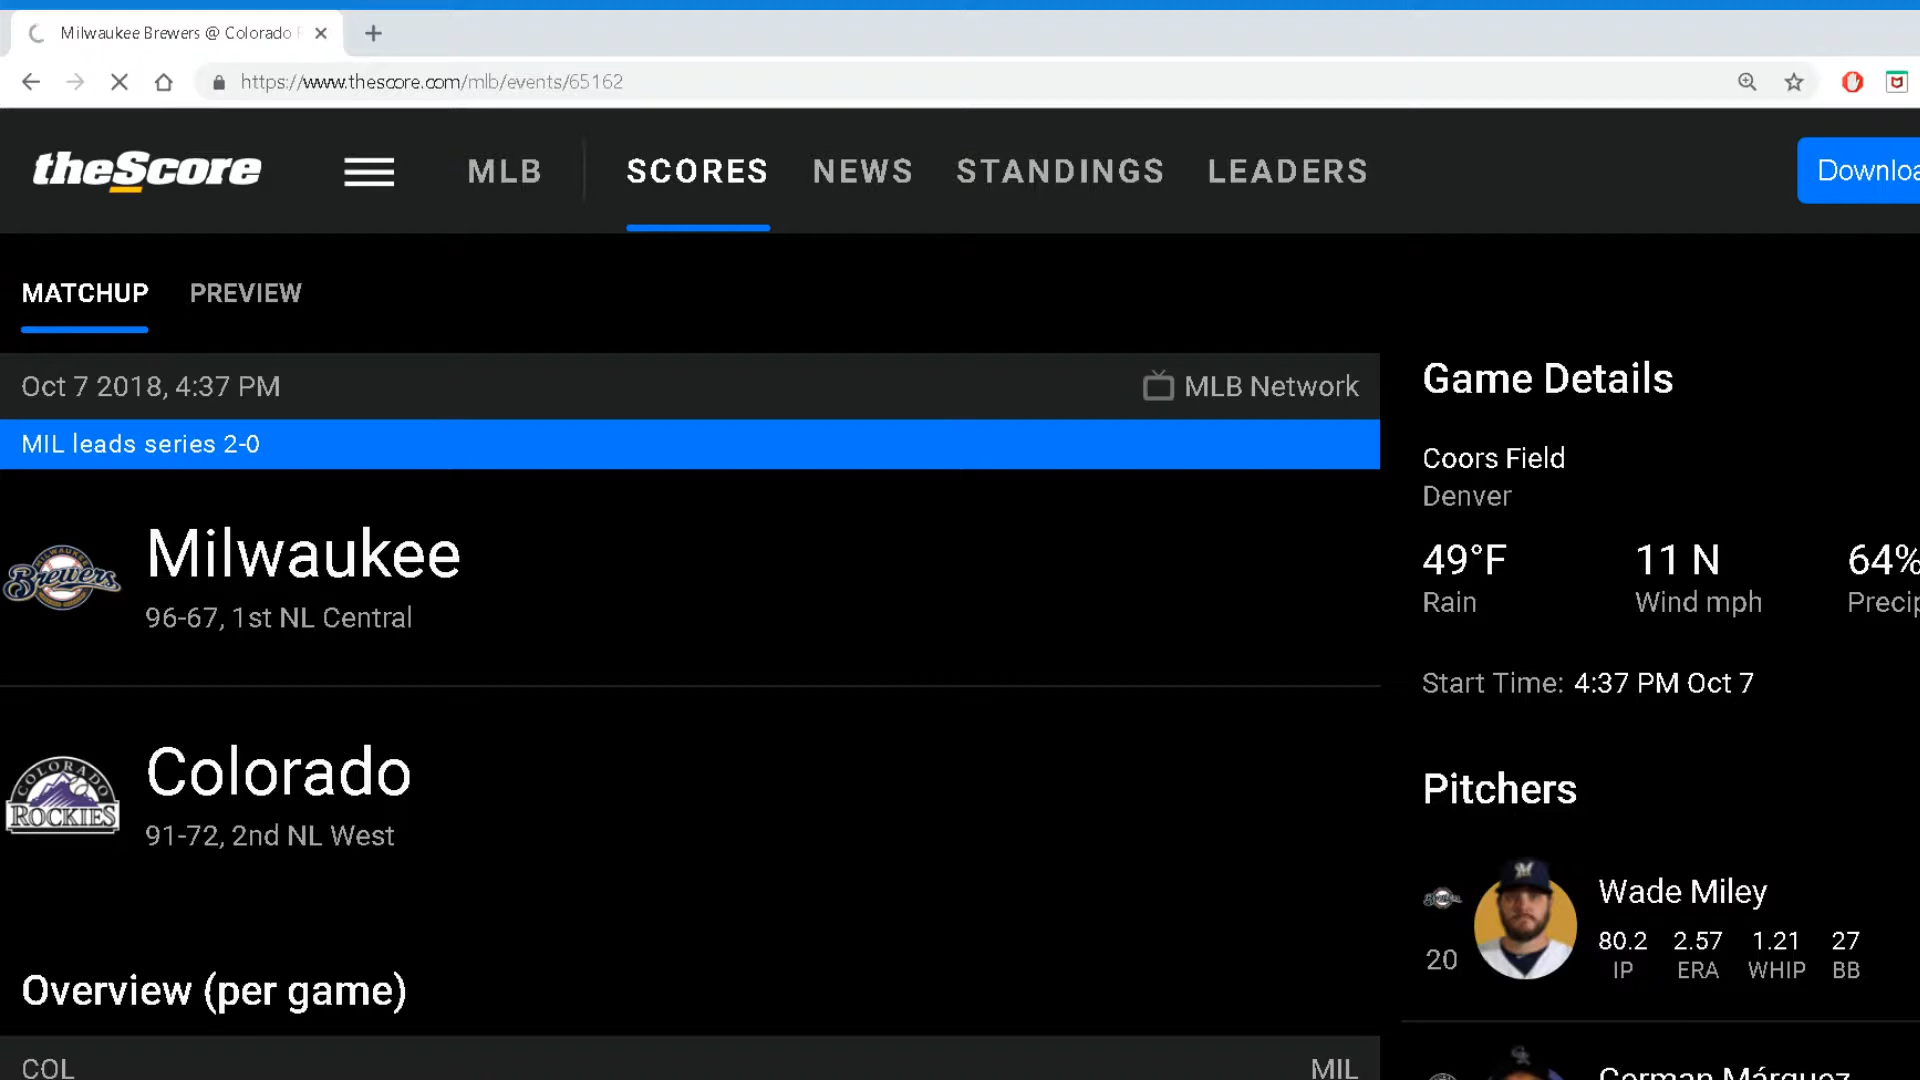 Milwaukee Brewers @ Colorado
https://www.thescore.com/mlb/events/65162
theScore
MLB
SCORES
NEWS
STANDINGS
LEADERS
MATCHUP
PREVIEW
Oct 7 2018, 4:37 PM
MLB Network
MIL leads series 2-0
MILWAUKEE
Brewers
Milwaukee
96-67, 1st NL Central
COLORADO
ROCKIES
Colorado
91-72, 2nd NL West
Overview (per game)
COL
MIL
Game Details
Coors Field
Denver
49°F
11 N
64%
Rain
Wind mph
Start Time: 4:37 PM Oct 7
Pitchers
20
Wade Miley
80.2 2.57 1.21 27
IP ERA WHIP BB